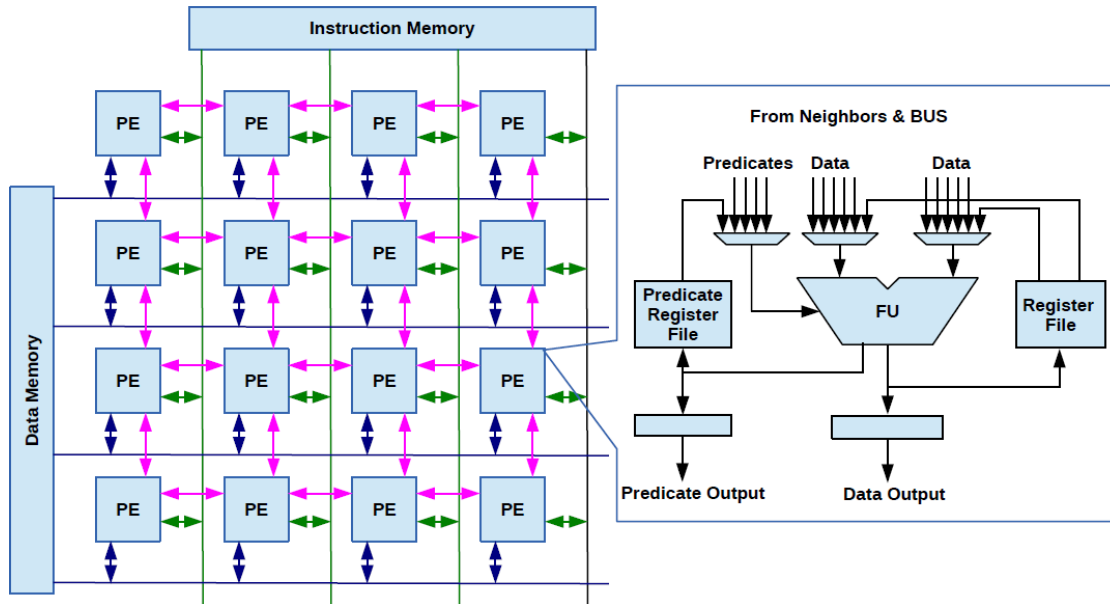 Instruction Memory
PE PE PE PE
From Neighbors & BUS
Predicates Data Data
Data Memory
PE PE PE PE
Predicate
Register
File
FU
Register
File
PE PE PE PE
PE PE PE PE
Predicate Output
Data Output